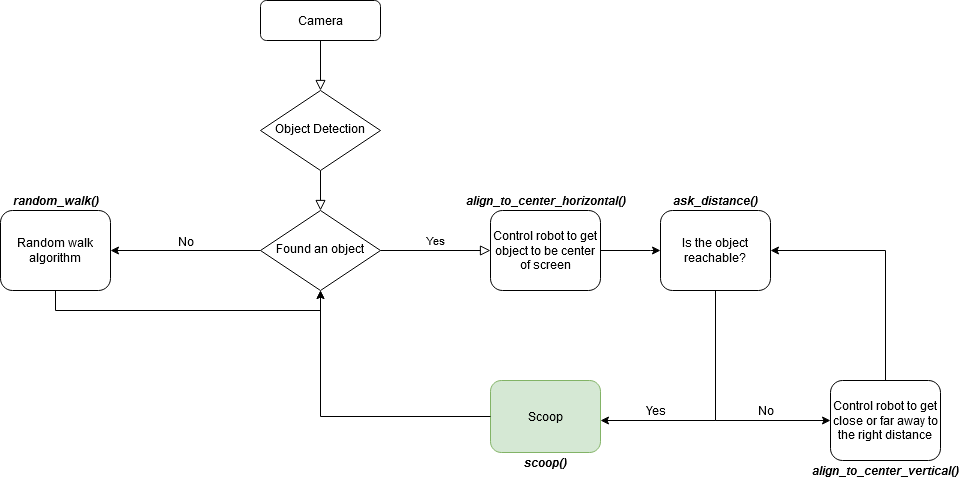 Camera
Object Detection
random_walk()
align_to_center_horizontal()
ask_distance()
Random walk
algorithm
No
Found an object
Yes
Control robot to get
object to be center
of screen
Is the object
reachable?
Scoop
Yes
No
Control robot to get
close or far away to
the right distance
scoop()
align_to_center_vertical()